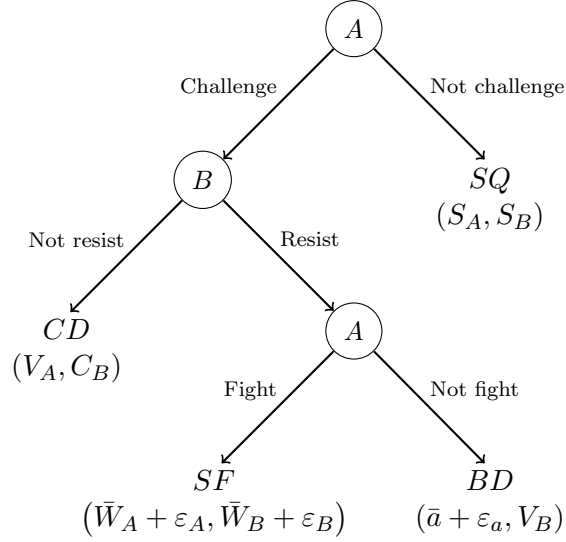 A
Challenge
Not challenge
B
SQ
(S_A, S_B)
Not resist
Resist
CD
(V_A, C_B)
A
Fight
Not fight
SF
(W̄_A + ε_A, W̄_B + ε_B)
BD
(ā + ε_a, V_B)